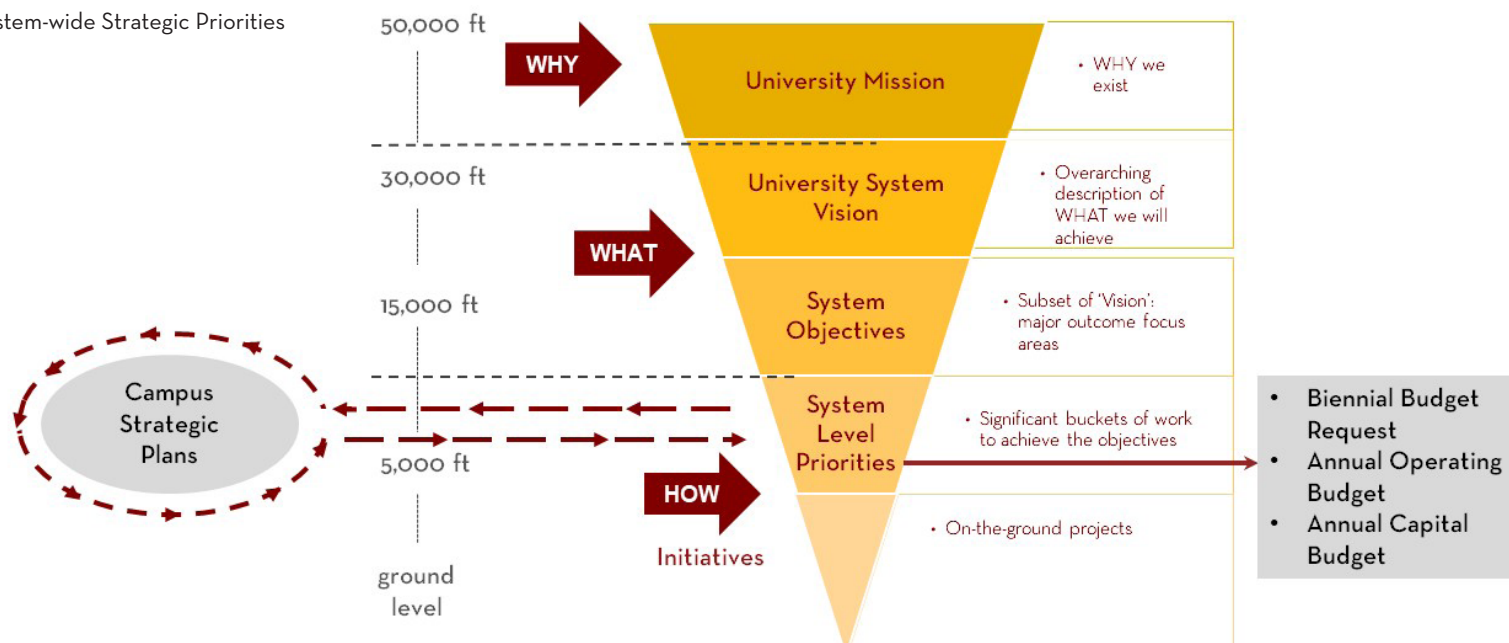 stem-wide Strategic Priorities
50,000 ft
WHY
University Mission
• WHY we
exist
30,000 ft
University System
Vision
• Overarching
description of
WHAT we will
achieve
WHAT
15,000 ft
System
Objectives
• Subset of ‘Vision’:
major outcome focus
areas
Campus
Strategic
Plans
5,000 ft
System
Level
Priorities
• Significant buckets of work
to achieve the objectives
• Biennial Budget
Request
• Annual Operating
Budget
• Annual Capital
Budget
HOW
Initiatives
• On-the-ground projects
ground
level